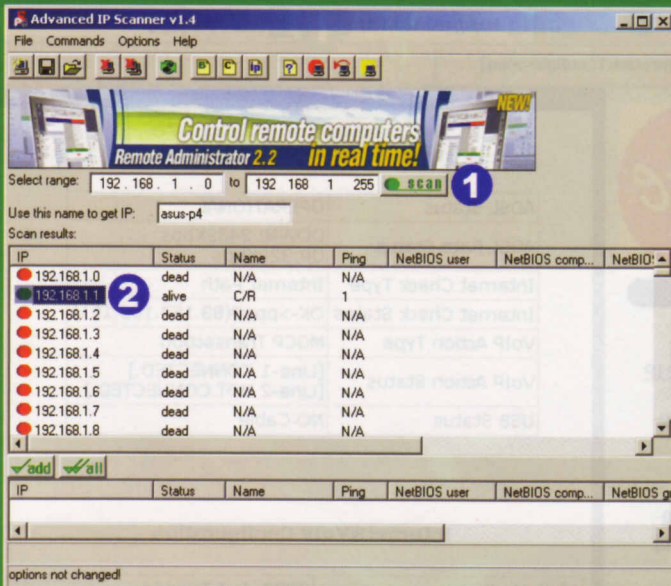 Advanced IP Scanner v1.4
File Commands Options Help
Control remote computers
Remote Administrator 2.2 in real time!
NEW!
Select range: 192 . 168 . 1 . 0 to 192 168 1 255 scan 1
Use this name to get IP: asus-p4
Scan results:
IP Status Name Ping NetBIOS user NetBIOS comp... NetBIOS
192.168.1.0 dead N/A N/A
192.168.1.1 2 alive C/R 1
192.168.1.2 dead N/A N/A
192.168.1.3 dead N/A N/A
192.168.1.4 dead N/A N/A
192.168.1.5 dead N/A N/A
192.168.1.6 dead N/A N/A
192.168.1.7 dead N/A N/A
192.168.1.8 dead N/A N/A
add all
IP Status Name Ping NetBIOS user NetBIOS comp... NetBIOS g
options not changed!